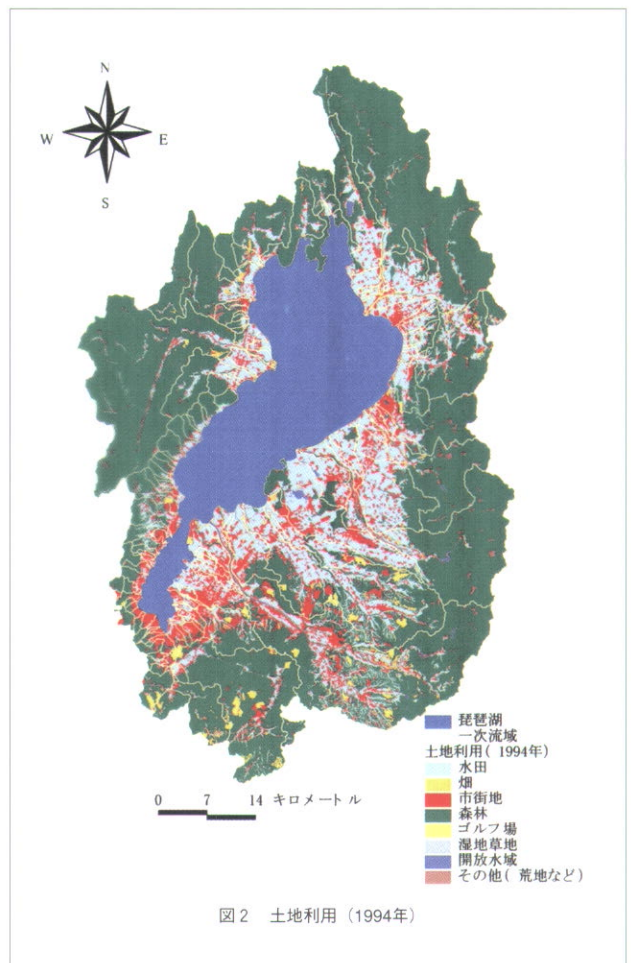 N
W E
S
琵琶湖
一次流域
土地利用(1994年)
水田
畑
市街地
森林
ゴルフ場
湿地草地
開放水域
その他(荒地など)
0 7 14 キロメートル
図2 土地利用(1994年)